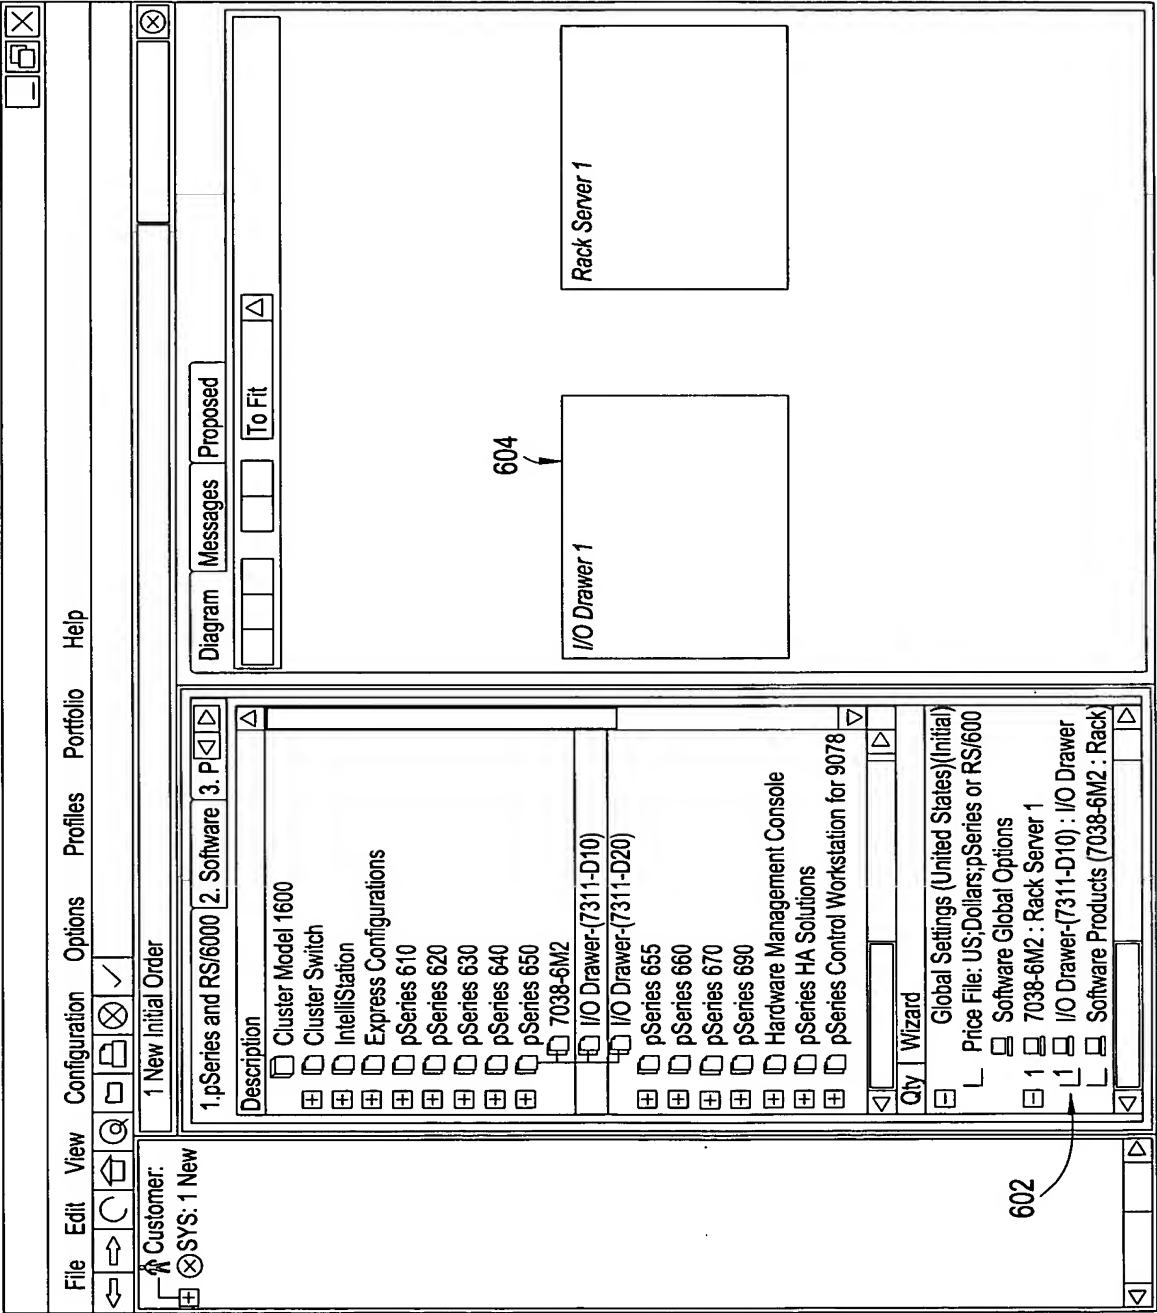 File Edit View Configuration Options Profiles Portfolio Help
Customer:
SYS: 1 New
1 New Initial Order
1.pSeries and RS/6000 2. Software 3. P
Description
Cluster Model 1600
Cluster Switch
IntelliStation
Express Configurations
pSeries 610
pSeries 620
pSeries 630
pSeries 640
pSeries 650
7038-6M2
I/O Drawer-(7311-D10)
I/O Drawer-(7311-D20)
pSeries 655
pSeries 660
pSeries 670
pSeries 690
Hardware Management Console
pSeries HA Solutions
pSeries Control Workstation for 9078
Qty Wizard
Global Settings (United States)(Initial)
Price File: US;Dollars;pSeries or RS/600
Software Global Options
1 7038-6M2 : Rack Server 1
1 I/O Drawer-(7311-D10) : I/O Drawer
Software Products (7038-6M2 : Rack)
602
Diagram Messages Proposed
To Fit
604
I/O Drawer 1
Rack Server 1